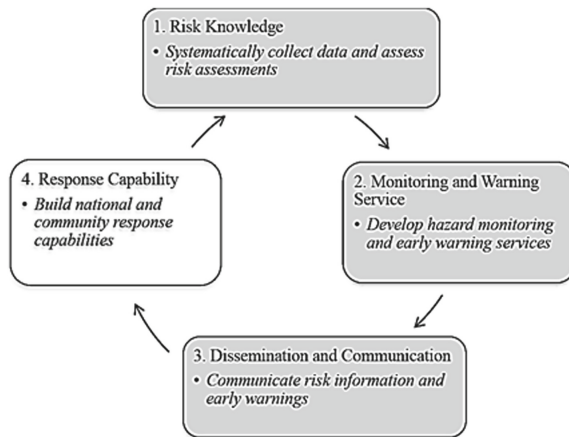 1. Risk Knowledge
• Systematically collect data and assess
risk assessments
2. Monitoring and Warning
Service
• Develop hazard monitoring
and early warning services
3. Dissemination and Communication
• Communicate risk information and
early warnings
4. Response Capability
• Build national and
community response
capabilities